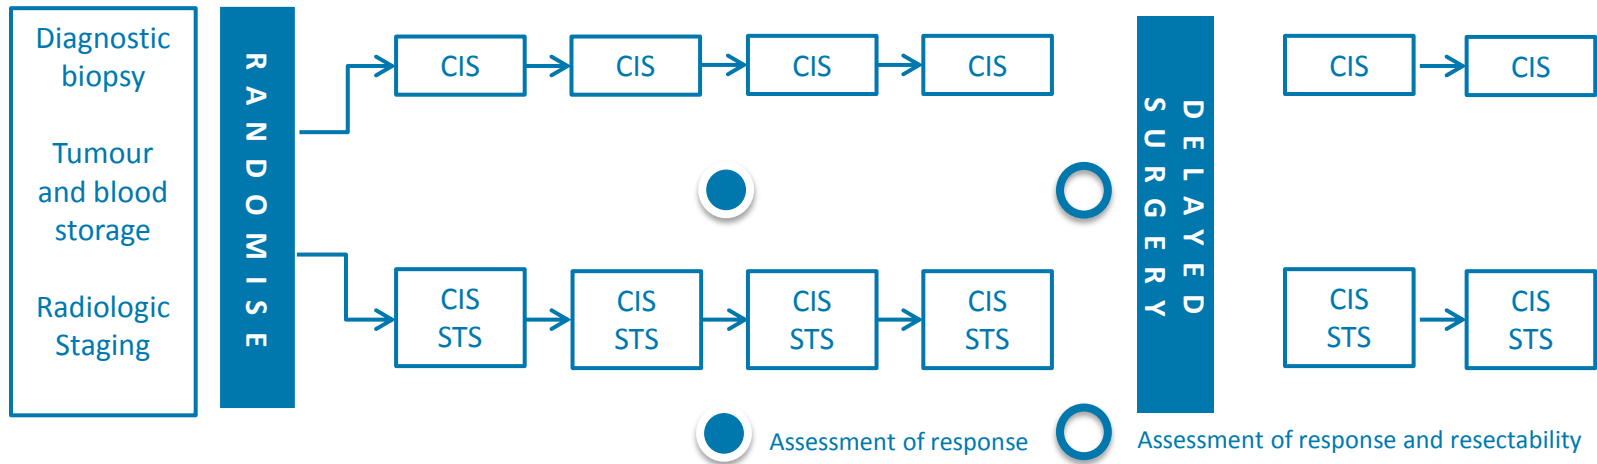 Diagnostic
biopsy
Tumour
and blood
storage
Radiologic
Staging
RANDOMISE
CIS
CIS
CIS
CIS
CIS
STS
CIS
STS
CIS
STS
CIS
STS
DELAYED
SURGERY
CIS
CIS
CIS
STS
CIS
STS
Assessment of response
Assessment of response and resectability